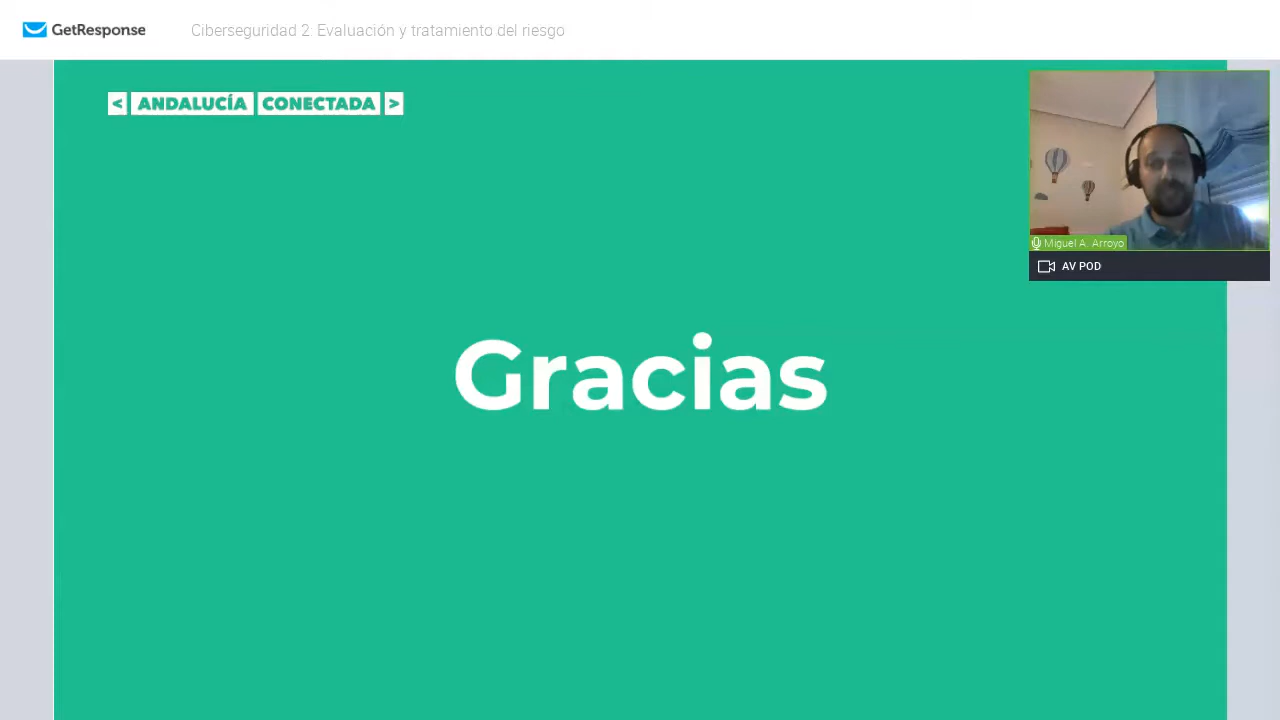 GetResponse
Ciberseguridad 2: Evaluación y tratamiento del riesgo
< ANDALUCÍA CONECTADA >
Miguel A. Arroyo
AV POD
Gracias